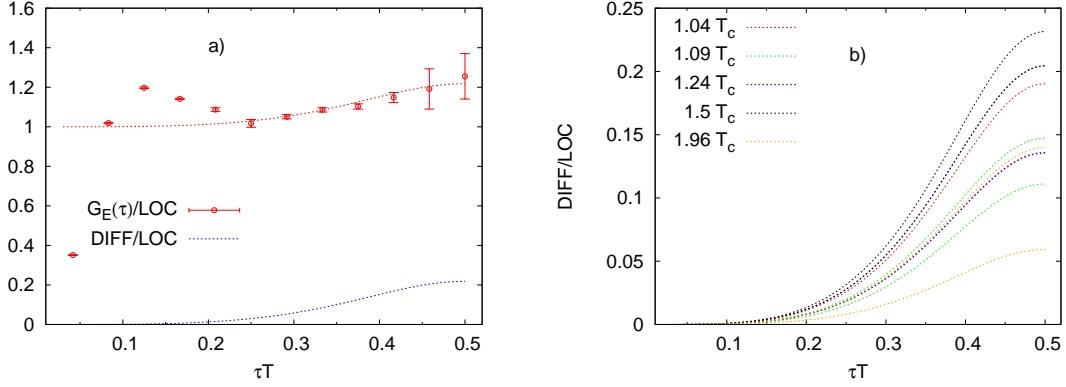 1.6
1.4
1.2
1
0.8
0.6
0.4
0.2
0
a)
G_E(τ)/LOC
DIFF/LOC
0.1 0.2 0.3 0.4 0.5
τT
0.25
0.2
0.15
0.1
0.05
0
DIFF/LOC
1.04 T_c
1.09 T_c
1.24 T_c
1.5 T_c
1.96 T_c
b)
0.1 0.2 0.3 0.4 0.5
τT